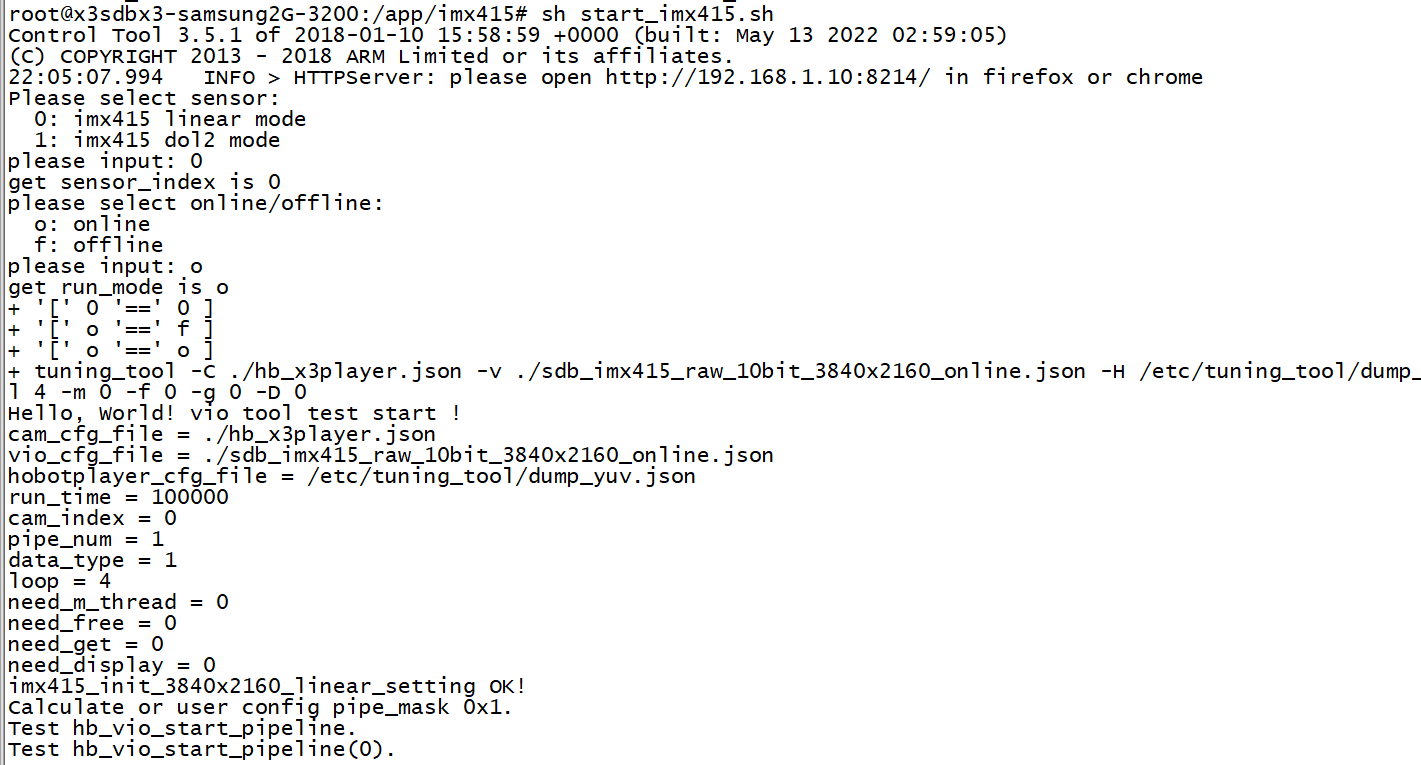 root@x3sdbx3-samsung2G-3200:/app/imx415# sh start_imx415.sh
Control Tool 3.5.1 of 2018-01-10 15:58:59 +0000 (built: May 13 2022 02:59:05)
(C) COPYRIGHT 2013 - 2018 ARM Limited or its affiliates.
22:05:07.994   INFO > HTTPServer: please open http://192.168.1.10:8214/ in firefox or chrome
Please select sensor:
  0: imx415 linear mode
  1: imx415 dol2 mode
please input: 0
get sensor_index is 0
please select online/offline:
  o: online
  f: offline
please input: o
get run_mode is o
+ '[' 0 '==' 0 ]
+ '[' o '==' f ]
+ '[' o '==' o ]
+ tuning_tool -C ./hb_x3player.json -v ./sdb_imx415_raw_10bit_3840x2160_online.json -H /etc/tuning_tool/dump_
l 4 -m 0 -f 0 -g 0 -D 0
Hello, World! vio tool test start !
cam_cfg_file = ./hb_x3player.json
vio_cfg_file = ./sdb_imx415_raw_10bit_3840x2160_online.json
hobotplayer_cfg_file = /etc/tuning_tool/dump_yuv.json
run_time = 100000
cam_index = 0
pipe_num = 1
data_type = 1
loop = 4
need_m_thread = 0
need_free = 0
need_get = 0
need_display = 0
imx415_init_3840x2160_linear_setting OK!
Calculate or user config pipe_mask 0x1.
Test hb_vio_start_pipeline.
Test hb_vio_start_pipeline(0).